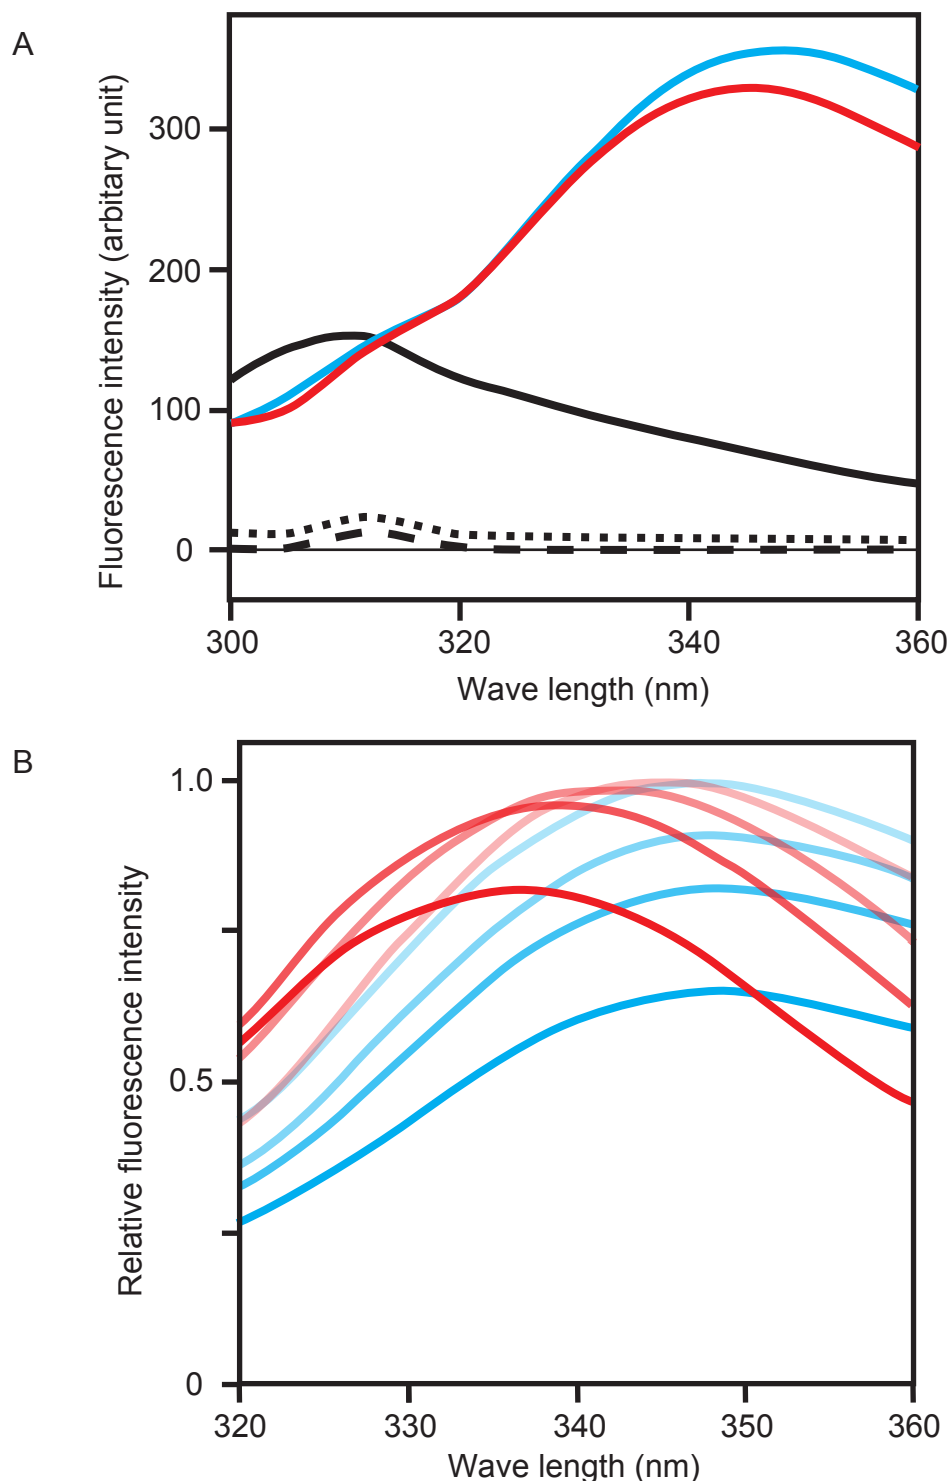 A
Fluorescence intensity (arbitary unit)
300
200
100
0
300 320 340 360
Wave length (nm)
B
Relative fluorescence intensity
1.0
0.5
0
320 330 340 350 360
Wave length (nm)